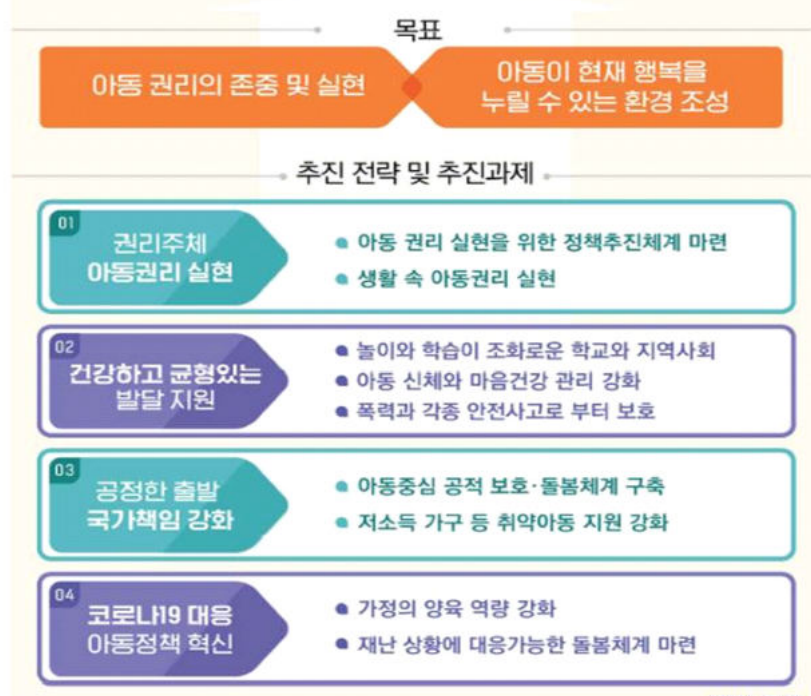 목표
아동 권리의 존중 및 실현
아동이 현재 행복을
누릴 수 있는 환경 조성
추진 전략 및 추진과제
01
권리주체
아동권리 실현
아동 권리 실현을 위한 정책추진체계 마련
생활 속 아동권리 실현
02
건강하고 균형있는
발달 지원
놀이와 학습이 조화로운 학교와 지역사회
아동 신체와 마음건강 관리 강화
폭력과 각종 안전사고로 부터 보호
03
공정한 출발
국가책임 강화
아동중심 공적 보호·돌봄체계 구축
저소득 가구 등 취약아동 지원 강화
04
코로나19 대응
아동정책 혁신
가정의 양육 역량 강화
재난 상황에 대응가능한 돌봄체계 마련